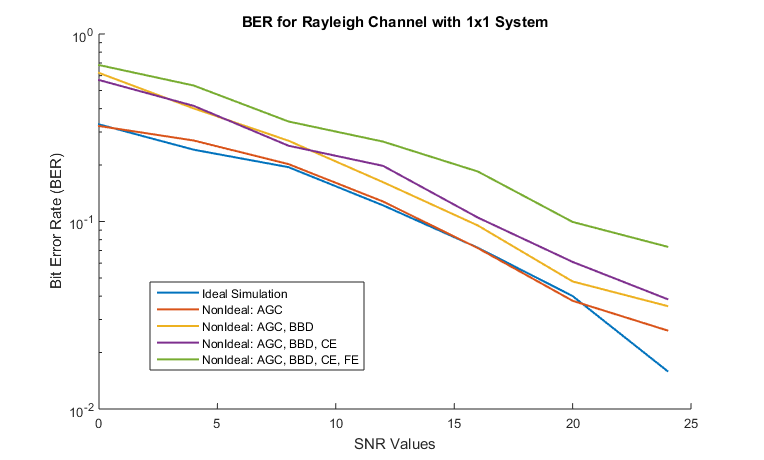 BER for Rayleigh Channel with 1x1 System
Bit Error Rate (BER)
10^0
10^-1
10^-2
Ideal Simulation
NonIdeal: AGC
NonIdeal: AGC, BBD
NonIdeal: AGC, BBD, CE
NonIdeal: AGC, BBD, CE, FE
0 5 10 15 20 25
SNR Values